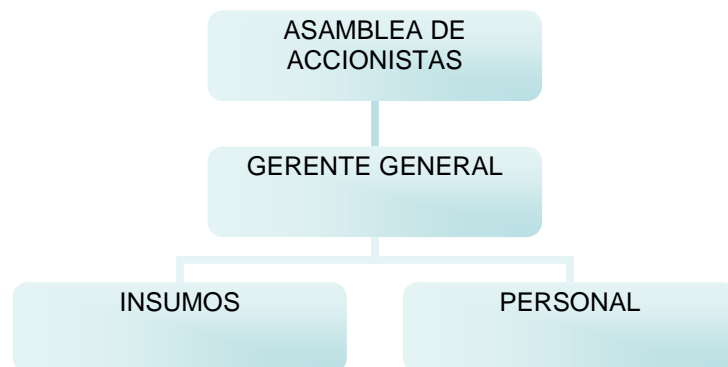 ASAMBLEA DE
ACCIONISTAS
GERENTE GENERAL
INSUMOS
PERSONAL